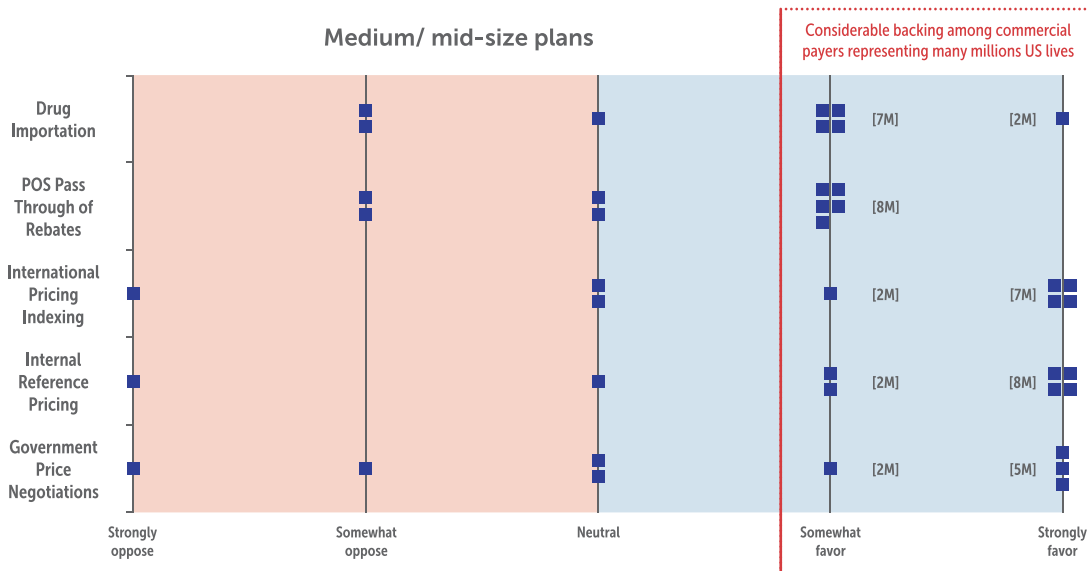 Medium/ mid-size plans
Considerable backing among commercial
payers representing many millions US lives
Drug
Importation
[7M]
[2M]
POS Pass
Through of
Rebates
[8M]
International
Pricing
Indexing
[2M]
[7M]
Internal
Reference
Pricing
[2M]
[8M]
Government
Price
Negotiations
[2M]
[5M]
Strongly
oppose
Somewhat
oppose
Neutral
Somewhat
favor
Strongly
favor